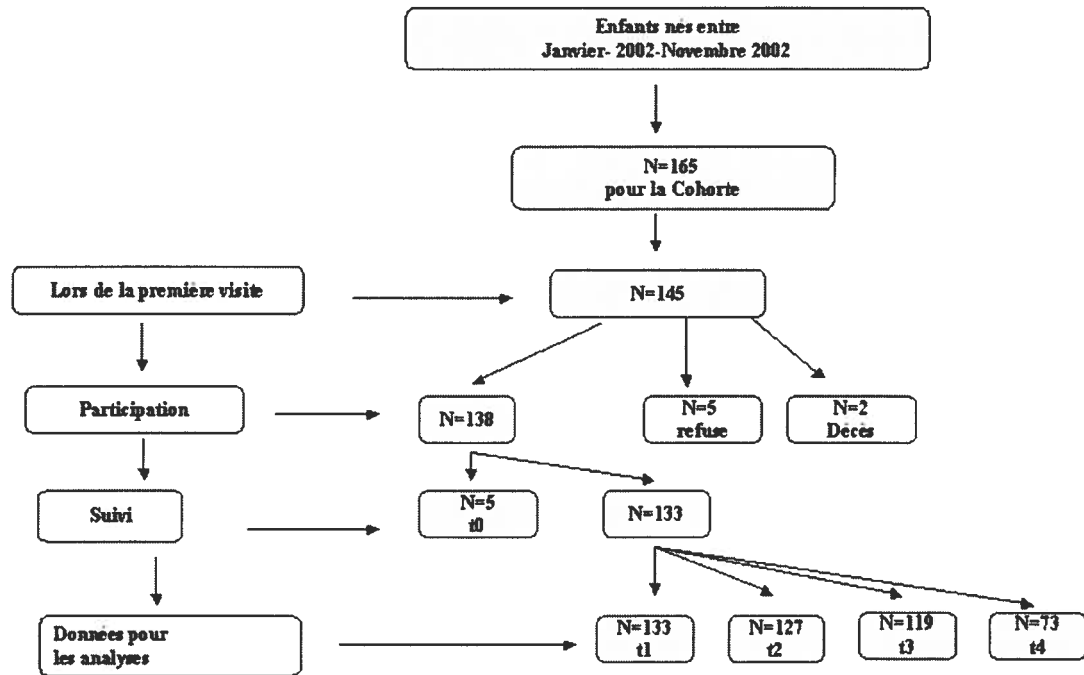 Enfants nés entre
Janvier- 2002-Novembre 2002
N=165
pour la Cohorte
Lors de la première visite
N=145
Participation
N=138
N=5
refuse
N=2
Décès
Suivi
N=5
t0
N=133
Données pour
les analyses
N=133
t1
N=127
t2
N=119
t3
N=73
t4